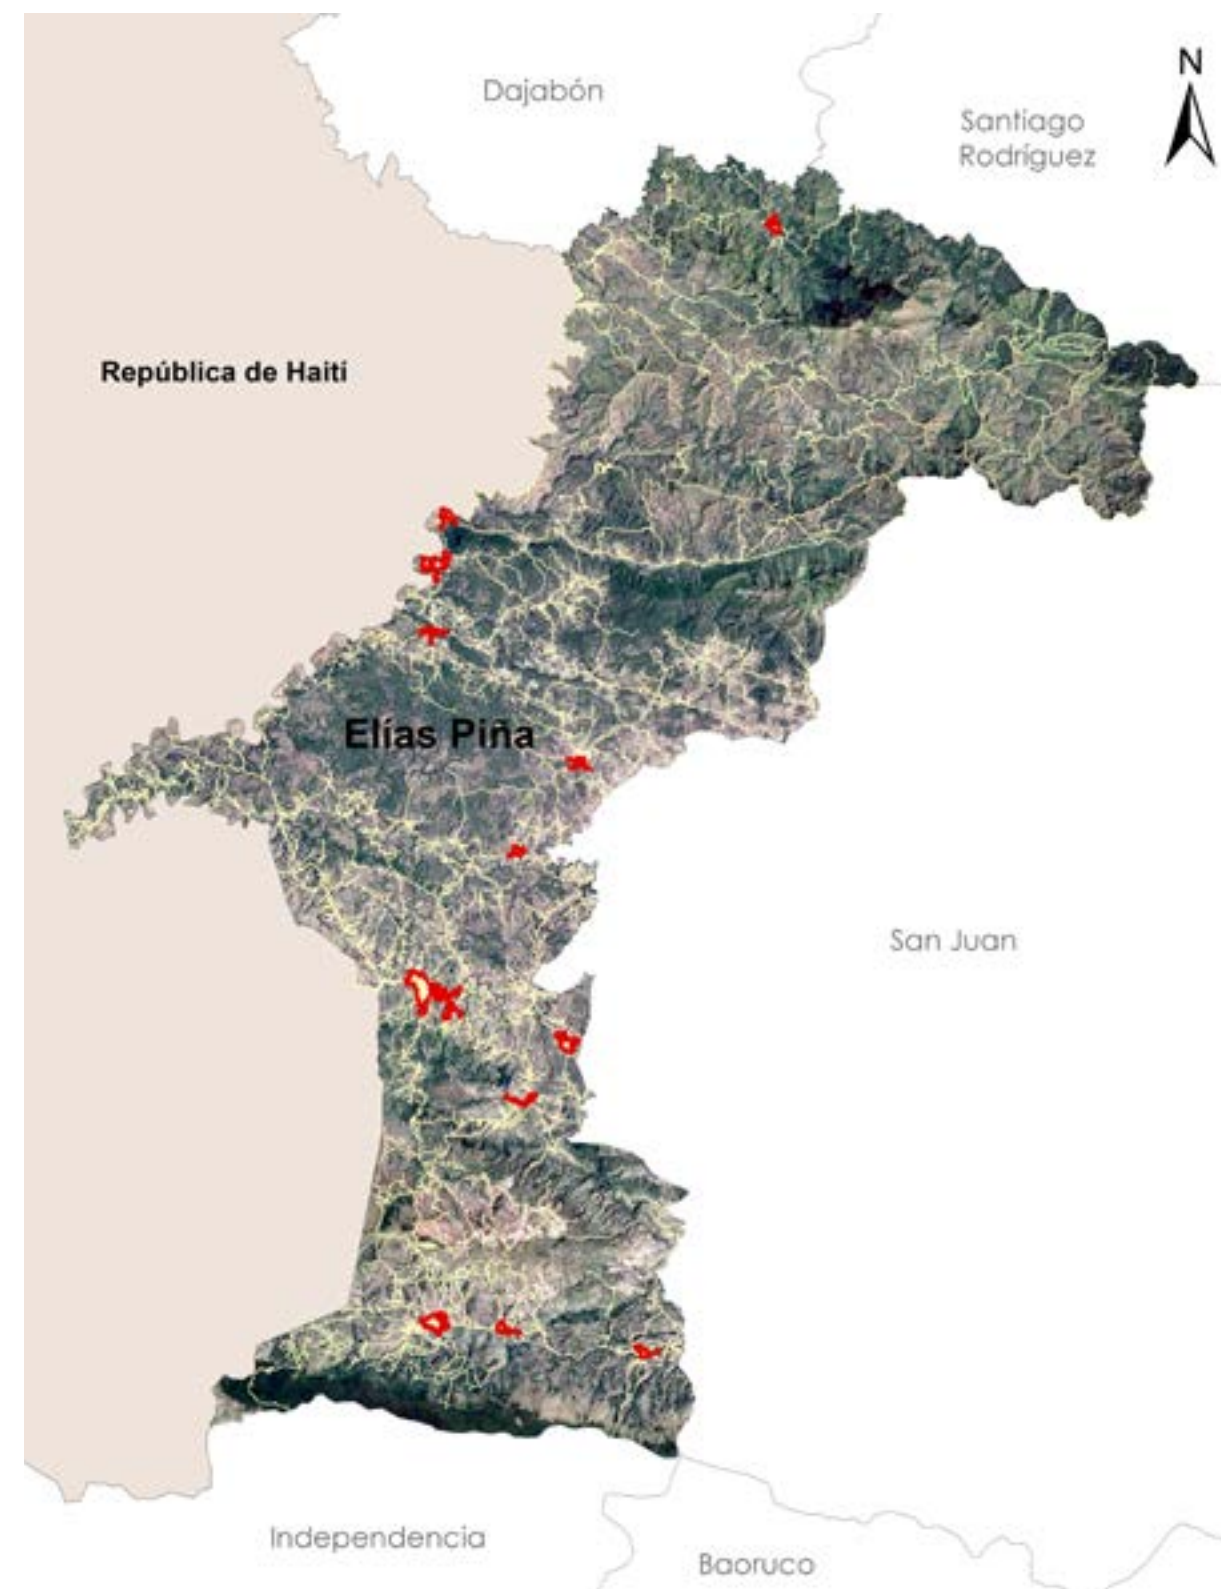 N
Dajabón
Santiago
Rodríguez
República de Haiti
Elías Piña
San Juan
Independencia
Baoruco